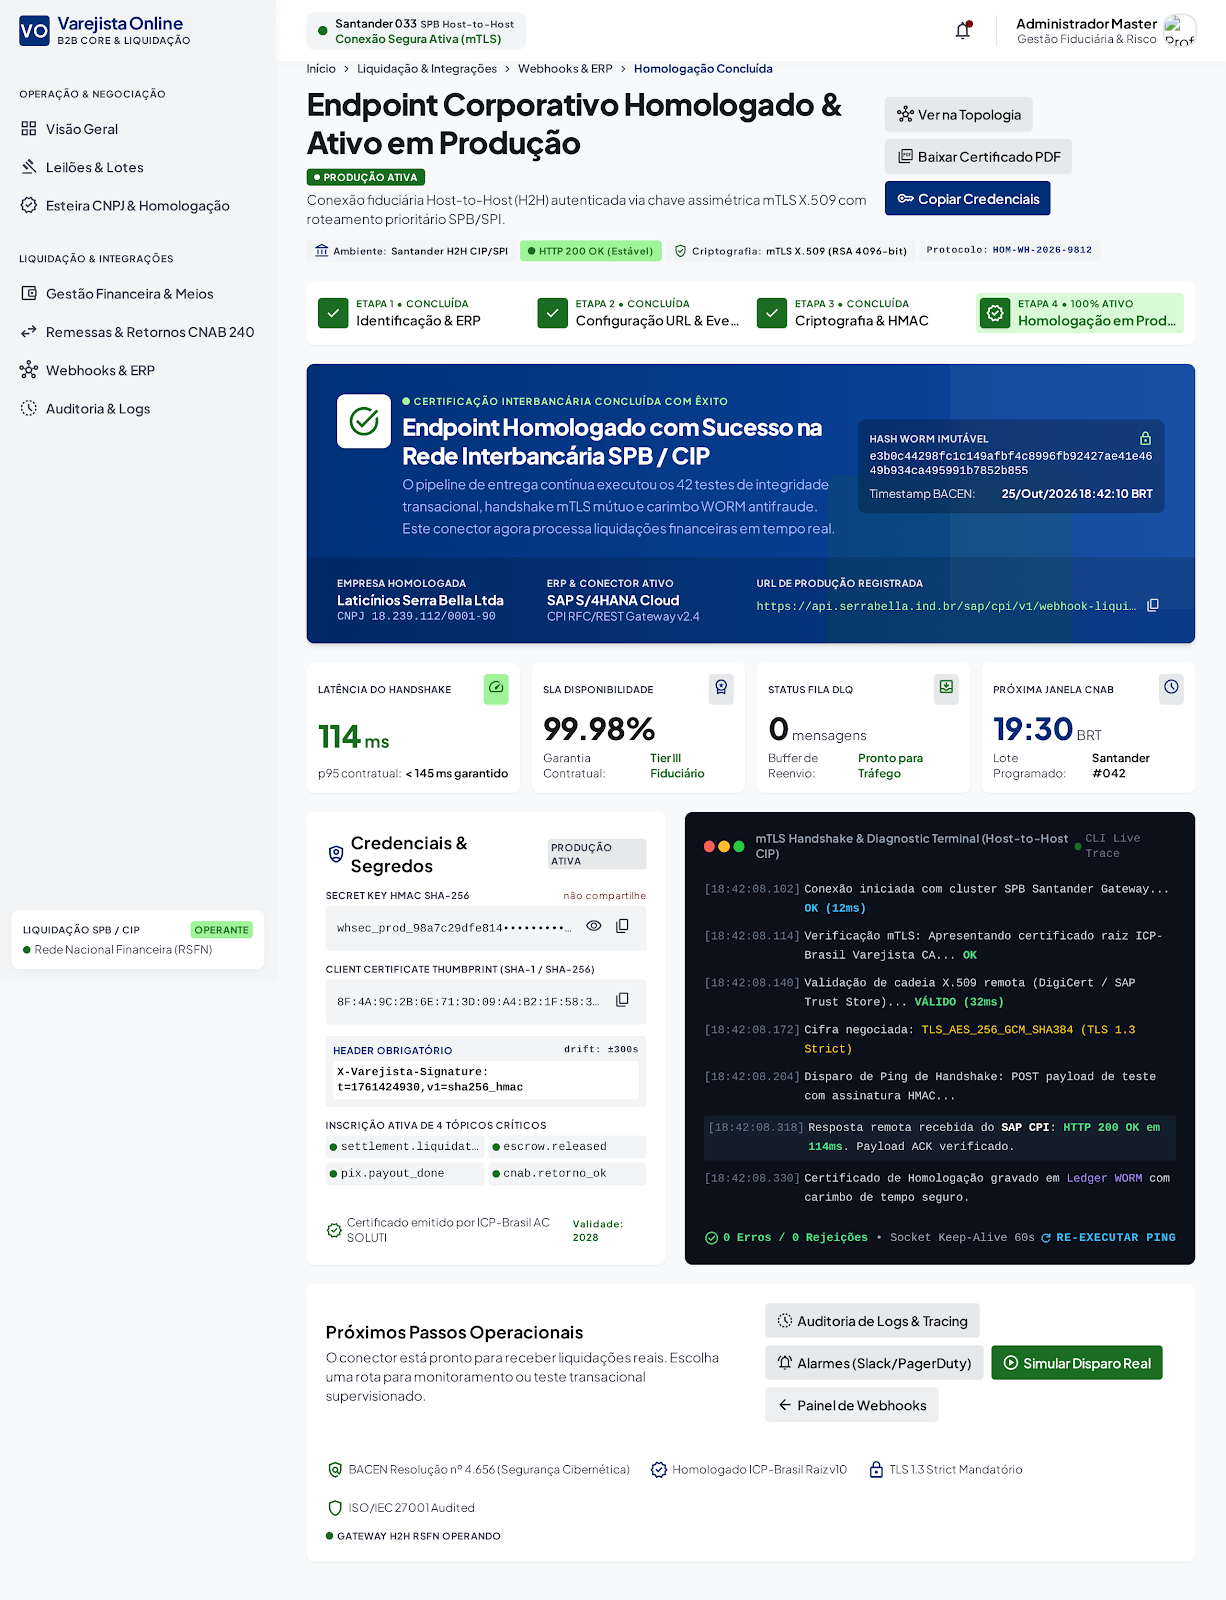 VO
Varejista Online
B2B CORE & LIQUIDAÇÃO
OPERAÇÃO & NEGOCIAÇÃO
Visão Geral
Leilões & Lotes
Esteira CNPJ & Homologação
LIQUIDAÇÃO & INTEGRAÇÕES
Gestão Financeira & Meios
Remessas & Retornos CNAB 240
Webhooks & ERP
Auditoria & Logs
LIQUIDAÇÃO SPB / CIP
OPERANTE
Rede Nacional Financeira (RSFN)
Santander 033 SPB Host-to-Host
Conexão Segura Ativa (mTLS)
Administrador Master
Gestão Fiduciária & Risco
Prof
Início > Liquidação & Integrações > Webhooks & ERP > Homologação Concluída
Endpoint Corporativo Homologado &
Ativo em Produção
PRODUÇÃO ATIVA
Conexão fiduciária Host-to-Host (H2H) autenticada via chave assimétrica mTLS X.509 com
roteamento prioritário SPB/SPI.
Ver na Topologia
Baixar Certificado PDF
Copiar Credenciais
Ambiente: Santander H2H CIP/SPI
HTTP 200 OK (Estável)
Criptografia: mTLS X.509 (RSA 4096-bit)
Protocolo: HOM-WH-2026-9812
ETAPA 1 • CONCLUÍDA
Identificação & ERP
ETAPA 2 • CONCLUÍDA
Configuração URL & Eve...
ETAPA 3 • CONCLUÍDA
Criptografia & HMAC
ETAPA 4 • 100% ATIVO
Homologação em Prod...
CERTIFICAÇÃO INTERBANCÁRIA CONCLUÍDA COM ÊXITO
Endpoint Homologado com Sucesso na
Rede Interbancária SPB / CIP
O pipeline de entrega contínua executou os 42 testes de integridade
transacional, handshake mTLS mútuo e carimbo WORM antifraude.
Este conector agora processa liquidações financeiras em tempo real.
HASH WORM IMUTÁVEL
e3b0c44298fc1c149afbf4c8996fb92427ae41e46
49b934ca495991b7852b855
Timestamp BACEN: 25/Out/2026 18:42:10 BRT
EMPRESA HOMOLOGADA
Laticínios Serra Bella Ltda
CNPJ 18.239.112/0001-90
ERP & CONECTOR ATIVO
SAP S/4HANA Cloud
CPI RFC/REST Gateway v2.4
URL DE PRODUÇÃO REGISTRADA
https://api.serrabella.ind.br/sap/cpi/v1/webhook-liqui...
LATÊNCIA DO HANDSHAKE
114 ms
p95 contratual: < 145 ms garantido
SLA DISPONIBILIDADE
99.98%
Garantia Contratual: Tier III Fiduciário
STATUS FILA DLQ
0 mensagens
Buffer de Reenvio: Pronto para Tráfego
PRÓXIMA JANELA CNAB
19:30 BRT
Lote Programado: Santander #042
Credenciais &
Segredos
PRODUÇÃO
ATIVA
SECRET KEY HMAC SHA-256
não compartilhe
whsec_prod_98a7c29dfe814•••••••••...
CLIENT CERTIFICATE THUMBPRINT (SHA-1 / SHA-256)
8F:4A:9C:2B:6E:71:3D:09:A4:B2:1F:58:3...
HEADER OBRIGATÓRIO
drift: ±300s
X-Varejista-Signature:
t=1761424930,v1=sha256_hmac
INSCRIÇÃO ATIVA DE 4 TÓPICOS CRÍTICOS
settlement.liquidat...
escrow.released
pix.payout_done
cnab.retorno_ok
Certificado emitido por ICP-Brasil AC
SOLUTI
Validade:
2028
mTLS Handshake & Diagnostic Terminal (Host-to-Host
CIP)
CLI Live
Trace
[18:42:08.102] Conexão iniciada com cluster SPB Santander Gateway...
OK (12ms)
[18:42:08.114] Verificação mTLS: Apresentando certificado raiz ICP-
Brasil Varejista CA... OK
[18:42:08.140] Validação de cadeia X.509 remota (DigiCert / SAP
Trust Store)... VÁLIDO (32ms)
[18:42:08.172] Cifra negociada: TLS_AES_256_GCM_SHA384 (TLS 1.3
Strict)
[18:42:08.204] Disparo de Ping de Handshake: POST payload de teste
com assinatura HMAC...
[18:42:08.318] Resposta remota recebida do SAP CPI: HTTP 200 OK em
114ms. Payload ACK verificado.
[18:42:08.330] Certificado de Homologação gravado em Ledger WORM com
carimbo de tempo seguro.
0 Erros / 0 Rejeições • Socket Keep-Alive 60s RE-EXECUTAR PING
Próximos Passos Operacionais
O conector está pronto para receber liquidações reais. Escolha
uma rota para monitoramento ou teste transacional
supervisionado.
Auditoria de Logs & Tracing
Alarmes (Slack/PagerDuty)
Simular Disparo Real
Painel de Webhooks
BACEN Resolução nº 4.656 (Segurança Cibernética)
Homologado ICP-Brasil Raiz v10
TLS 1.3 Strict Mandatório
ISO/IEC 27001 Audited
GATEWAY H2H RSFN OPERANDO